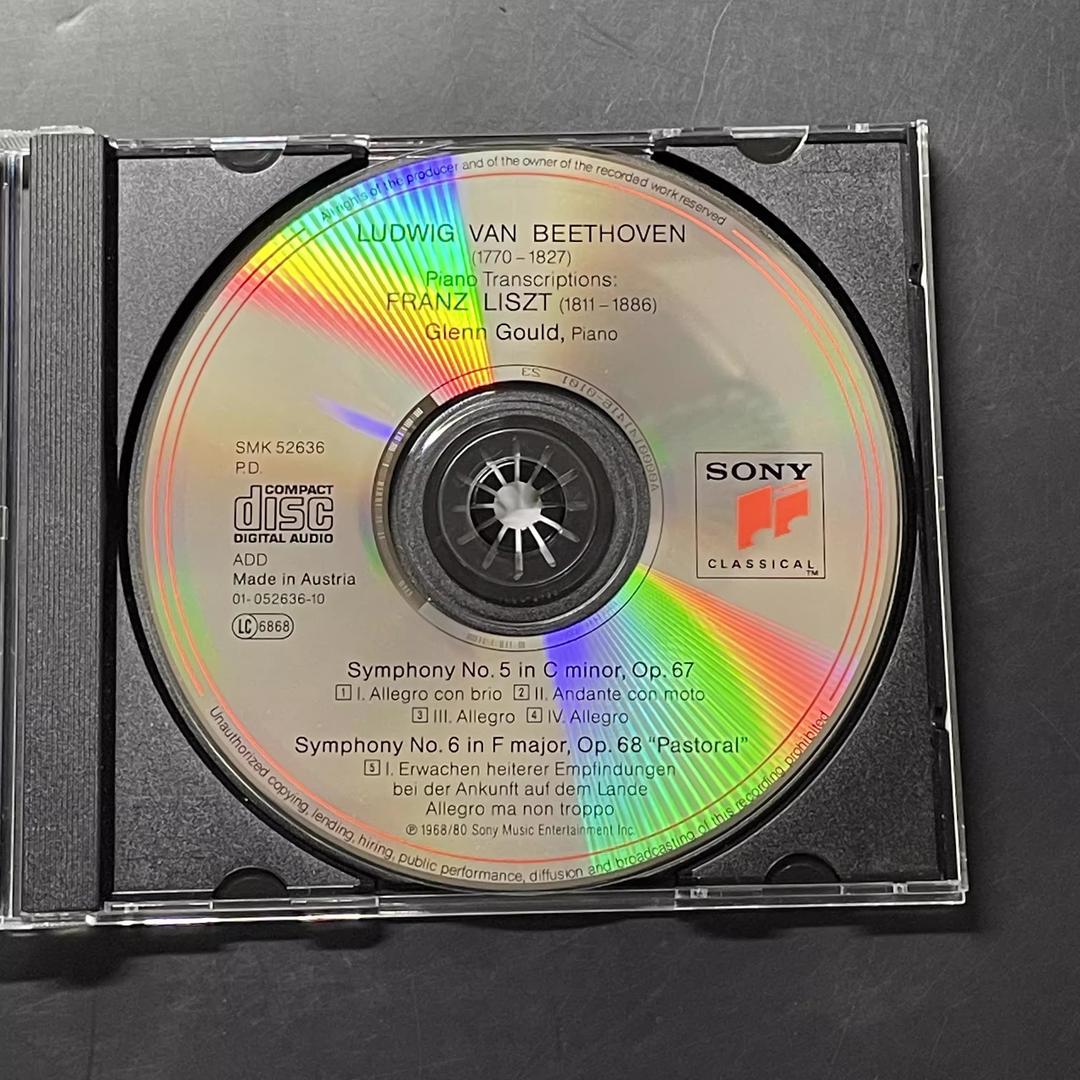 All rights of the producer and of the owner of the recorded work reserved
LUDWIG VAN BEETHOVEN
(1770 – 1827)
Piano Transcriptions:
FRANZ LISZT (1811 – 1886)
Glenn Gould, Piano
SMK 52636
P.D.
COMPACT
disc
DIGITAL AUDIO
ADD
Made in Austria
01-052636-10
LC 6868
SONY
CLASSICAL™
Symphony No. 5 in C minor, Op. 67
1 I. Allegro con brio 2 II. Andante con moto
3 III. Allegro 4 IV. Allegro
Symphony No. 6 in F major, Op. 68 “Pastoral”
5 I. Erwachen heiterer Empfindungen
bei der Ankunft auf dem Lande
Allegro ma non troppo
℗ 1968/80 Sony Music Entertainment Inc.
Unauthorized copying, lending, hiring, public performance, diffusion and broadcasting of this recording prohibited